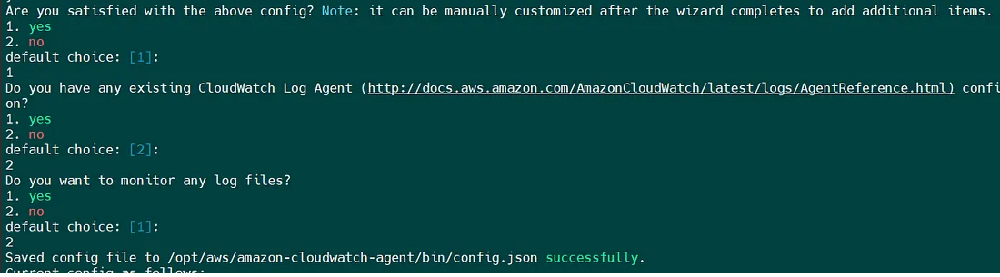 Are you satisfied with the above config? Note: it can be manually customized after the wizard completes to add additional items.
1. yes
2. no
default choice: [1]:
1
Do you have any existing CloudWatch Log Agent (http://docs.aws.amazon.com/AmazonCloudWatch/latest/logs/AgentReference.html) confi
on?
1. yes
2. no
default choice: [2]:
2
Do you want to monitor any log files?
1. yes
2. no
default choice: [1]:
2
Saved config file to /opt/aws/amazon-cloudwatch-agent/bin/config.json successfully.
Current config as follows: